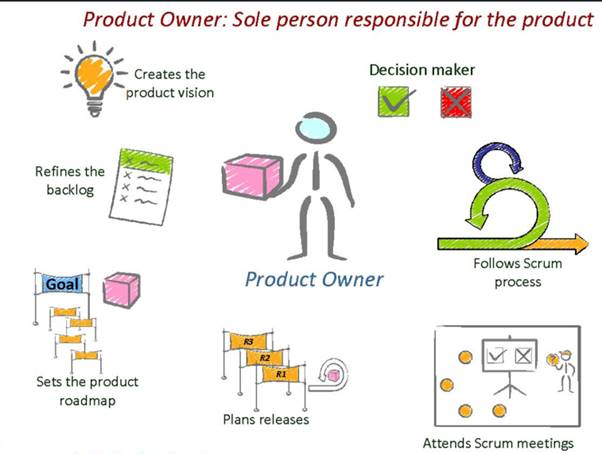 Product Owner: Sole person responsible for the product
Creates the
product vision
Decision maker
Refines the
backlog
Product Owner
Follows Scrum
process
Goal
Sets the product
roadmap
R3
R2
R1
Plans releases
Attends Scrum meetings